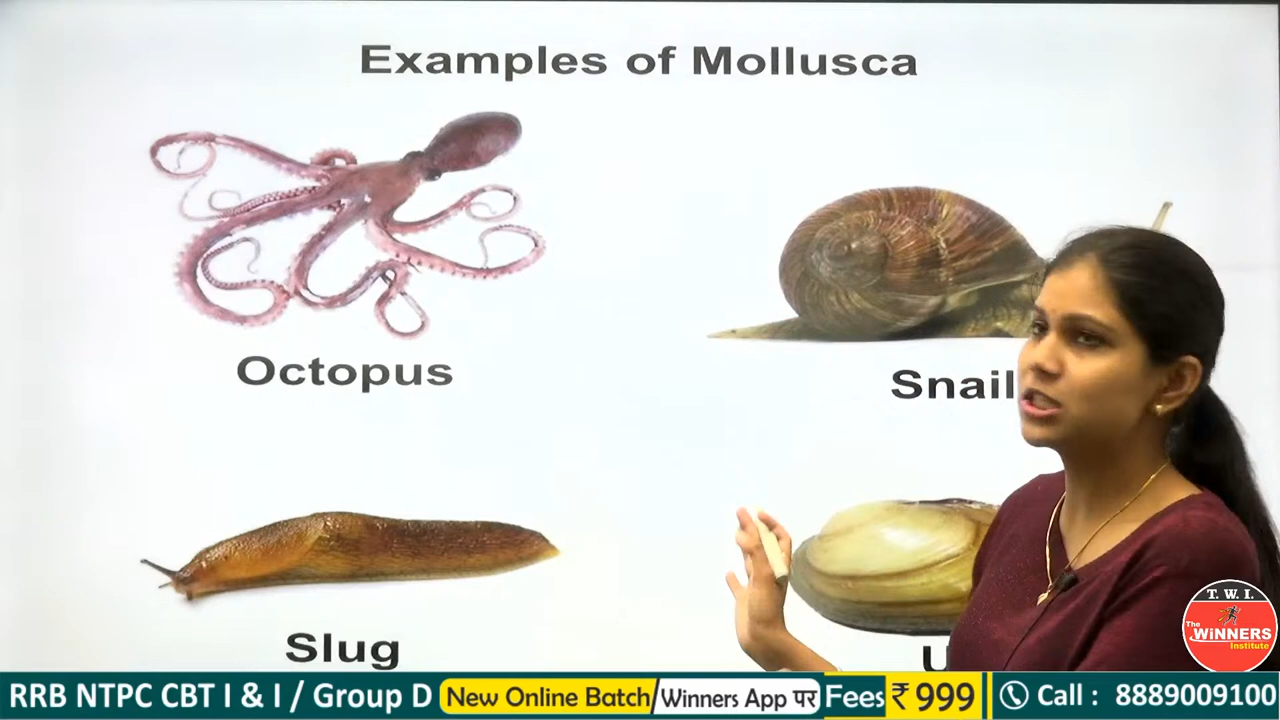 Examples of Mollusca
Octopus
Snail
Slug
U
T. W. I.
The WiNNERS
Institute
RRB NTPC CBT I & I / Group D New Online Batch/Winners App पर Fees ₹ 999 Call : 8889009100